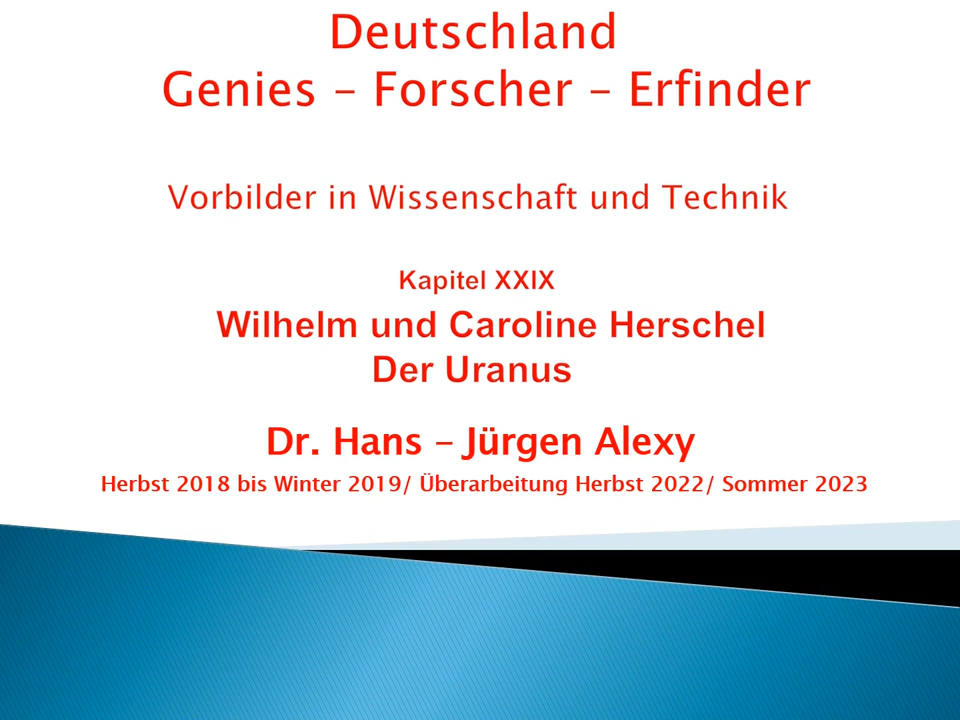 Deutschland
Genies – Forscher – Erfinder
Vorbilder in Wissenschaft und Technik
Kapitel XXIX
Wilhelm und Caroline Herschel
Der Uranus
Dr. Hans – Jürgen Alexy
Herbst 2018 bis Winter 2019/ Überarbeitung Herbst 2022/ Sommer 2023